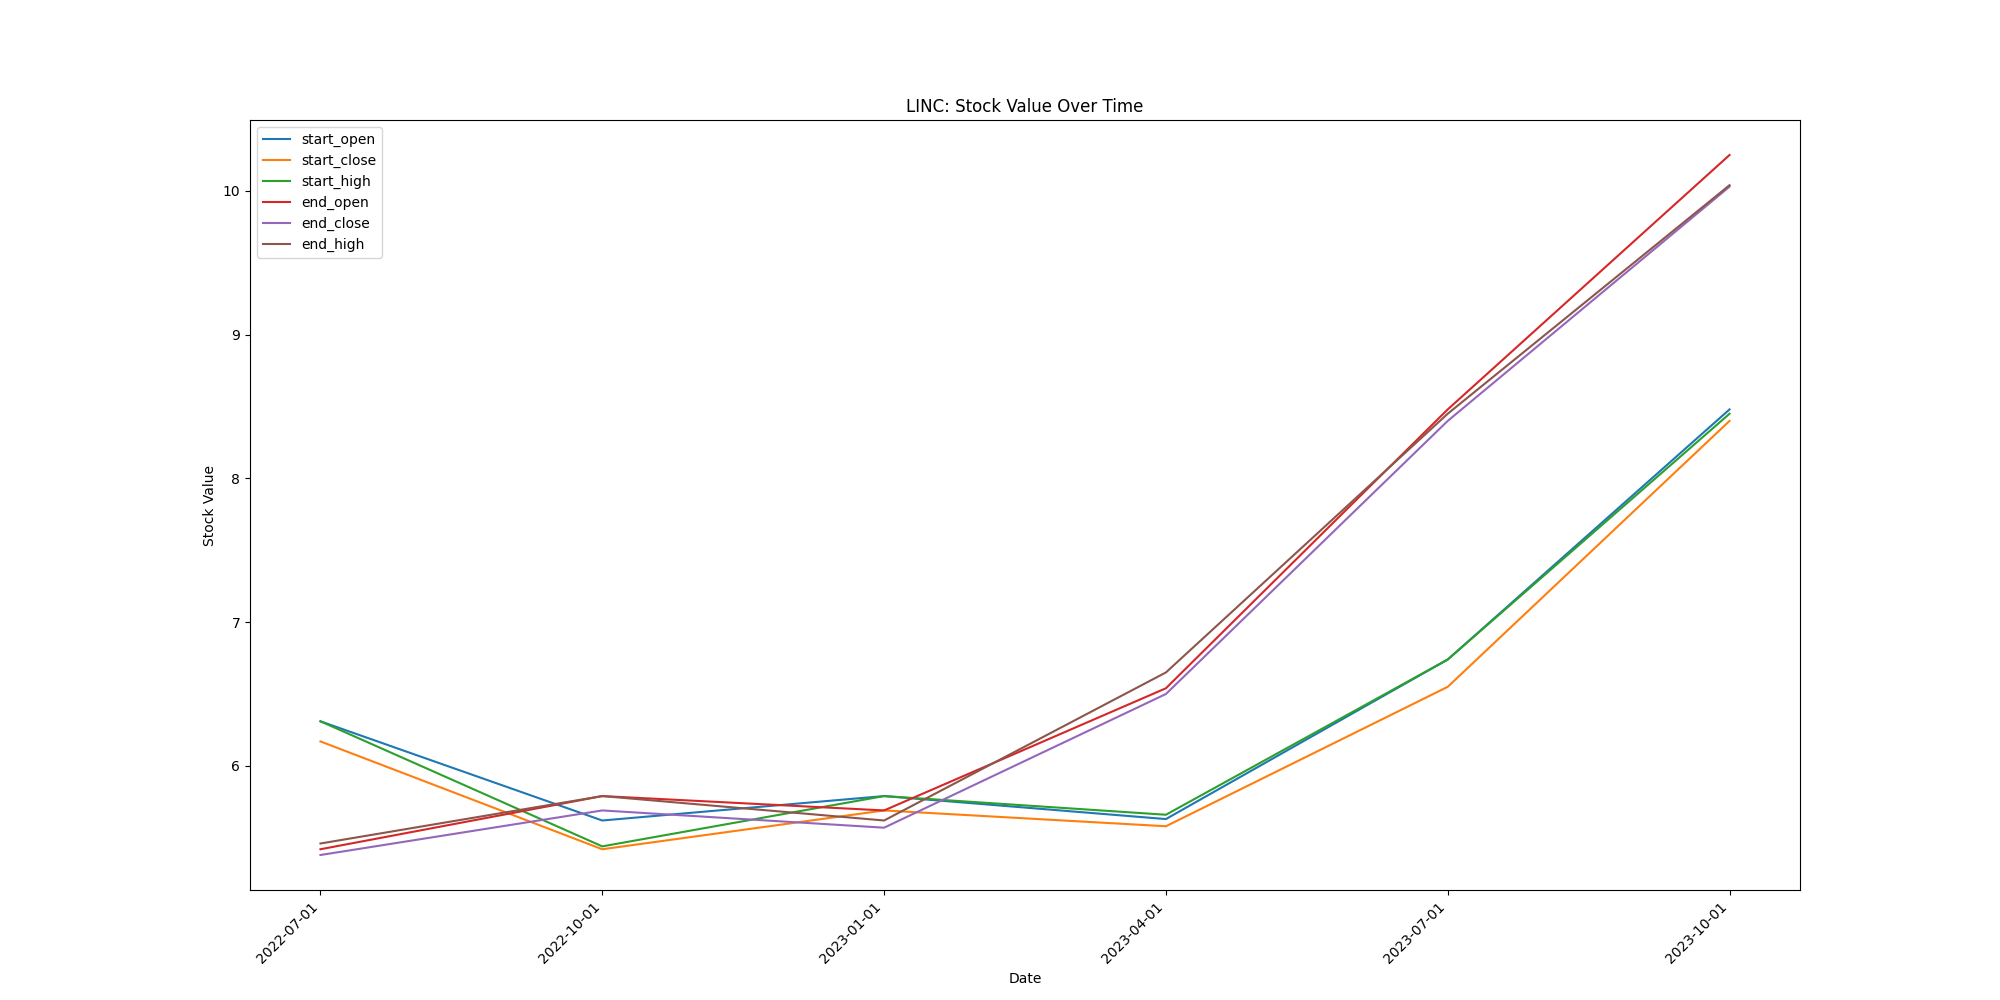 LINC: Stock Value Over Time
start_open
start_close
start_high
end_open
end_close
end_high
10
9
8
7
6
Stock Value
2022-07-01
2022-10-01
2023-01-01
2023-04-01
2023-07-01
2023-10-01
Date